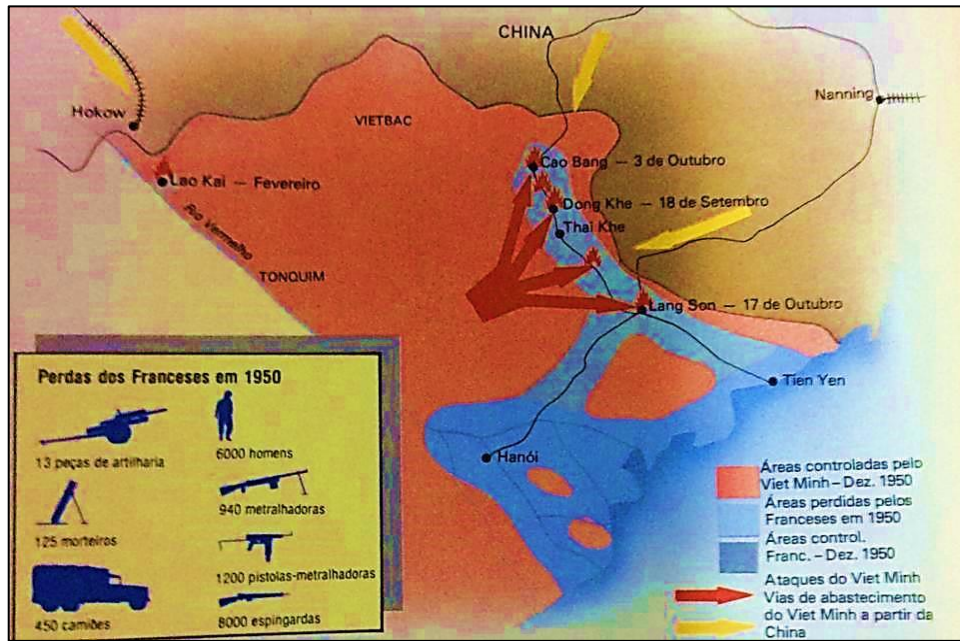 CHINA
Nanning
Hokow
VIETBAC
Cao Bang — 3 de Outubro
Lao Kai — Fevereiro
Dong Khe — 18 de Setembro
Thai Khe
Rio Vermelho
TONQUIM
Lang Son — 17 de Outubro
Tien Yen
Hanói
Perdas dos Franceses em 1950
13 peças de artilharia
6000 homens
125 morteiros
940 metralhadoras
1200 pistolas-metralhadoras
450 camiões
8000 espingardas
Áreas controladas pelo
Viet Minh – Dez. 1950
Áreas perdidas pelos
Franceses em 1950
Áreas control.
Franc. – Dez. 1950
Ataques do Viet Minh
Vias de abastecimento
do Viet Minh a partir da
China